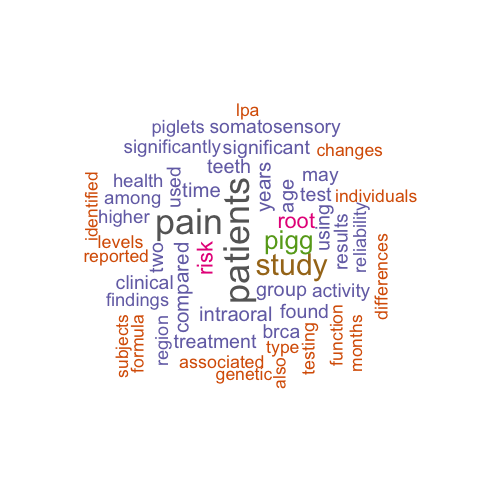 lpa
piglets somatosensory
significantly significant changes
teeth
health used time years age may
among test individuals
identified higher pain patients root using results reliability
levels risk pigg
reported two compared study differences
clinical group activity
findings intraoral found
subjects formula region treatment brca function months
associated type testing
genetic also